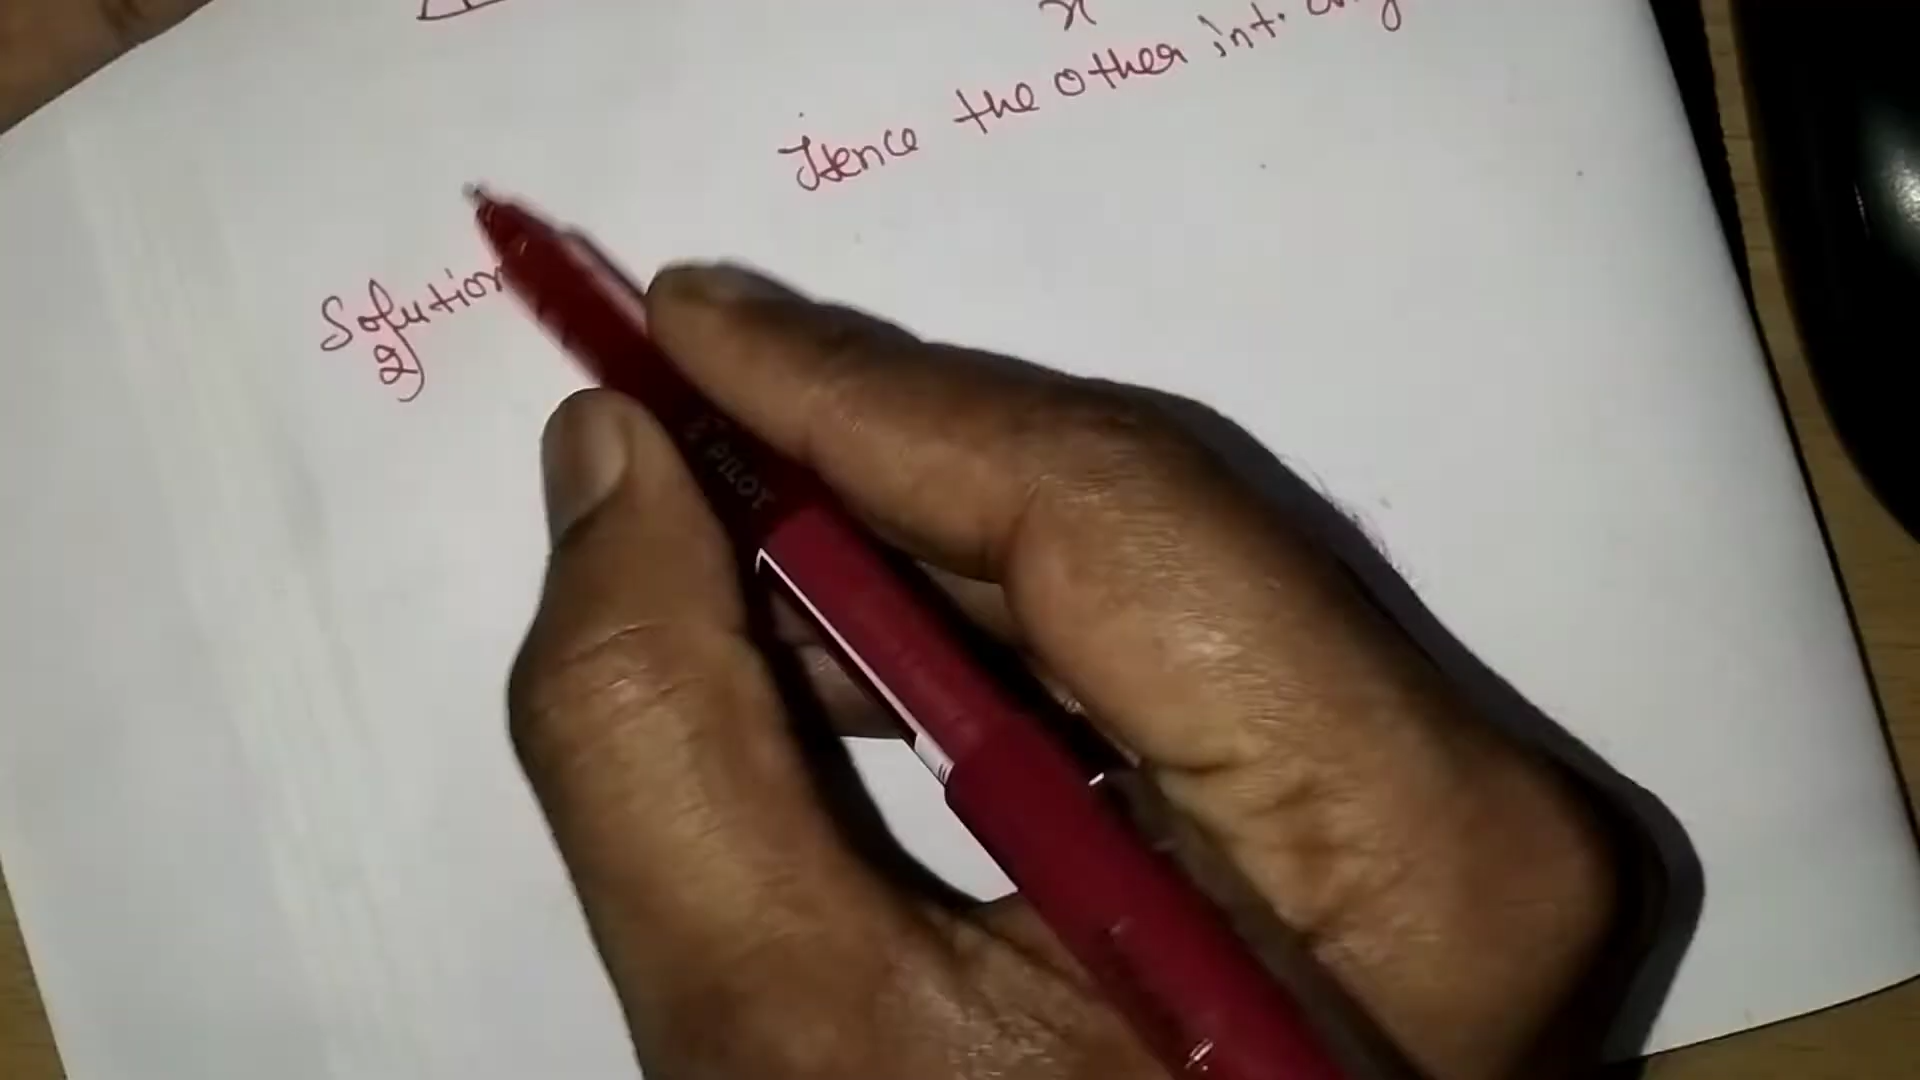 x
Hence the other int.
Solution
2)
PILOT